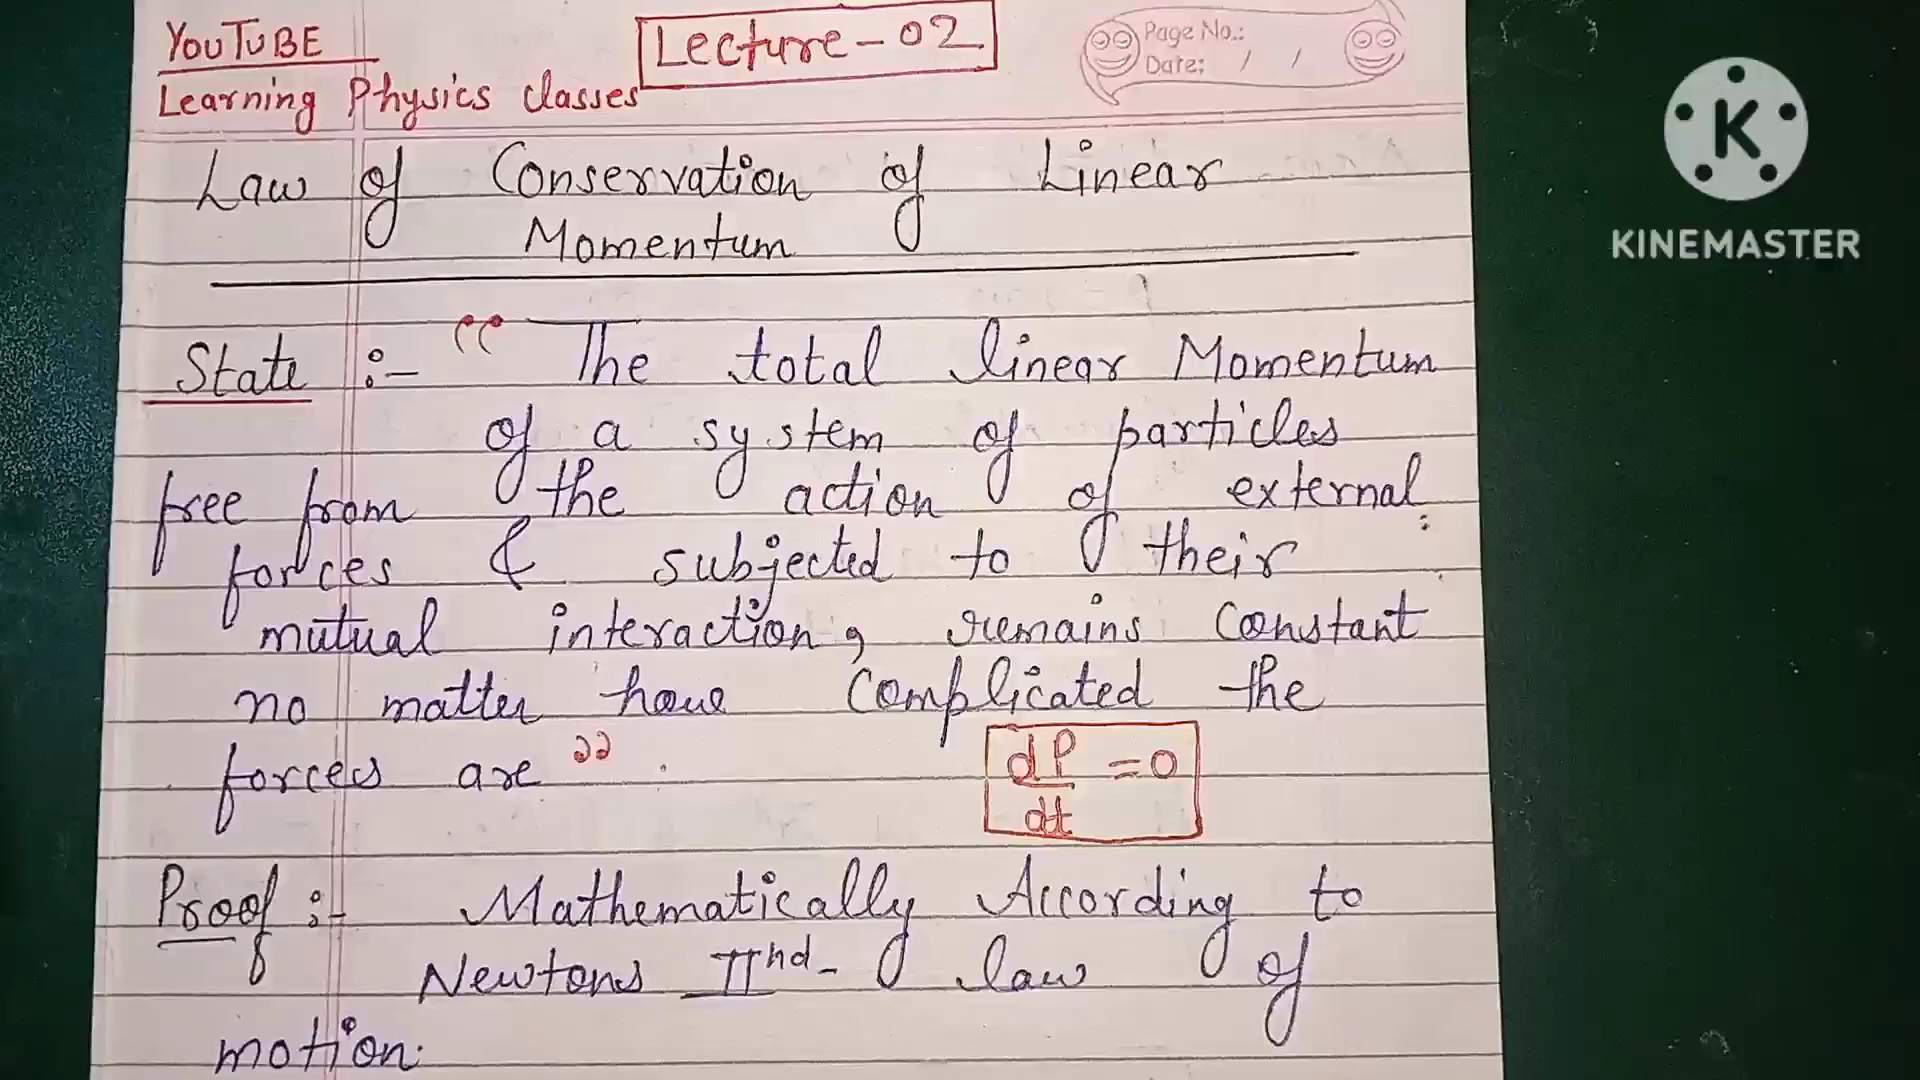 YOUTUBE
Learning Physics classes
Lecture-02
Page No.:
Date: / /
K
KINEMASTER
Law of Conservation of Linear
Momentum
State :- “ The total linear Momentum
of a system of particles
free from the action of external
forces & subjected to their
mutual interaction, remains constant
no matter how complicated the
forces are ”
dP/dt = 0
Proof :- Mathematically According to
Newtons IInd - law of
motion.